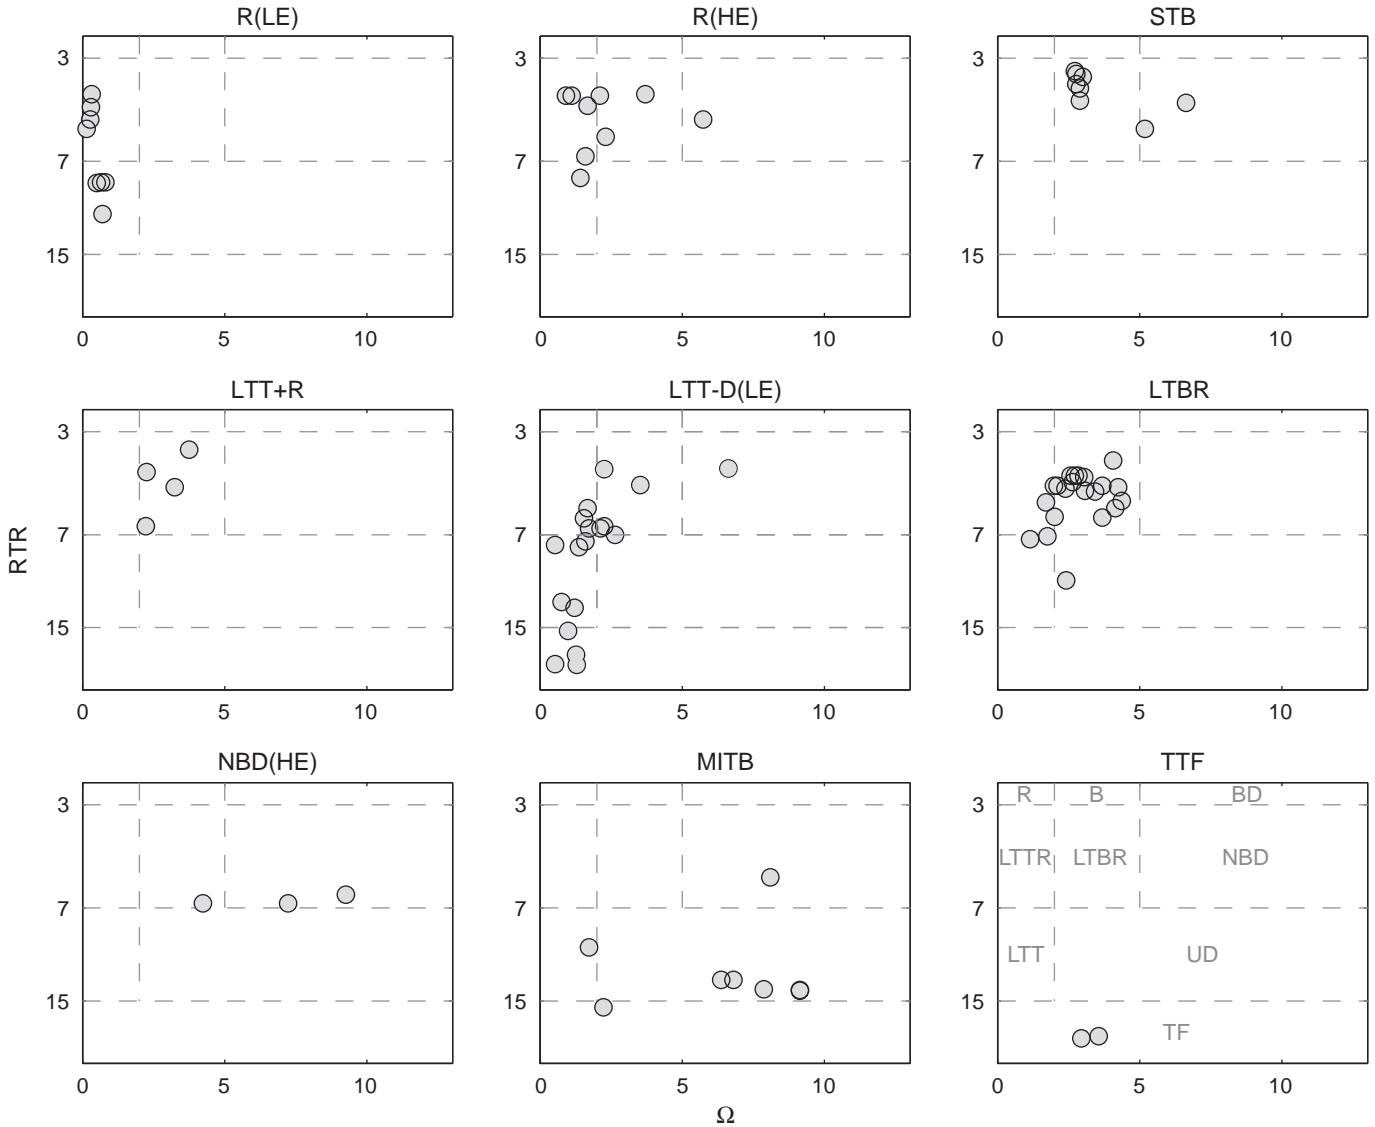 R(LE) R(HE) STB
3 3 3
7 7 7
15 15 15
0 5 10 0 5 10 0 5 10
LTT+R LTT-D(LE) LTBR
3 3 3
RTR
7 7 7
15 15 15
0 5 10 0 5 10 0 5 10
NBD(HE) MITB TTF
R B BD
3 3 3
LTTR LTBR NBD
7 7 7
LTT UD
15 15 15
TF
0 5 10 0 5 10 0 5 10
Ω